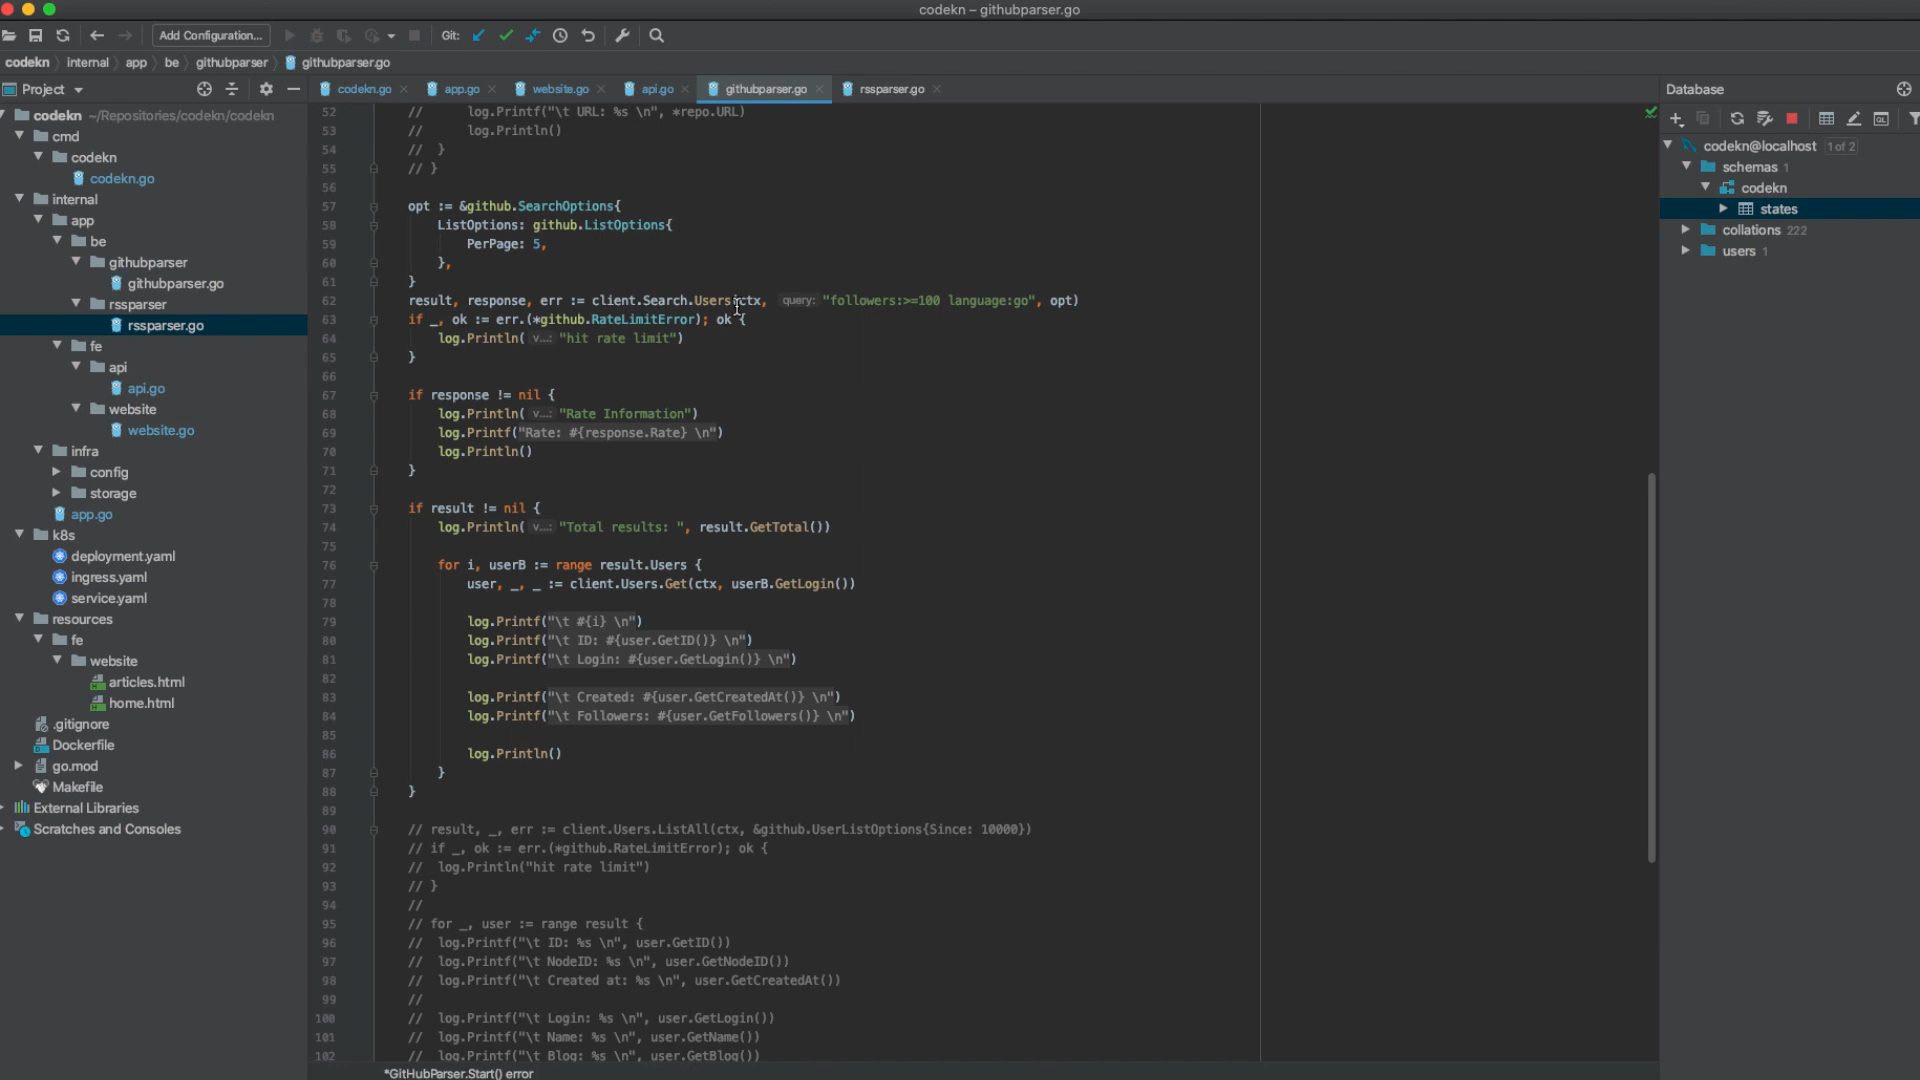 codekn – githubparser.go
Add Configuration...
Git:
codekn
internal
app
be
githubparser
githubparser.go
Project
codekn.go
app.go
website.go
api.go
githubparser.go
rssparser.go
Database
codekn ~/Repositories/codekn/codekn
cmd
codekn
codekn.go
internal
app
be
githubparser
githubparser.go
rssparser
rssparser.go
fe
api
api.go
website
website.go
infra
config
storage
app.go
k8s
deployment.yaml
ingress.yaml
service.yaml
resources
fe
website
articles.html
home.html
.gitignore
Dockerfile
go.mod
Makefile
External Libraries
Scratches and Consoles
52 // log.Printf("\t URL: %s \n", *repo.URL)
53 // log.Println()
54 // }
55 // }
56
57 opt := &github.SearchOptions{
58 ListOptions: github.ListOptions{
59 PerPage: 5,
60 },
61 }
62 result, response, err := client.Search.Users(ctx, query: "followers:>=100 language:go", opt)
63 if _, ok := err.(*github.RateLimitError); ok {
64 log.Println( v...: "hit rate limit")
65 }
66
67 if response != nil {
68 log.Println( v...: "Rate Information")
69 log.Printf("Rate: #{response.Rate} \n")
70 log.Println()
71 }
72
73 if result != nil {
74 log.Println( v...: "Total results: ", result.GetTotal())
75
76 for i, userB := range result.Users {
77 user, _, _ := client.Users.Get(ctx, userB.GetLogin())
78
79 log.Printf("\t #{i} \n")
80 log.Printf("\t ID: #{user.GetID()} \n")
81 log.Printf("\t Login: #{user.GetLogin()} \n")
82
83 log.Printf("\t Created: #{user.GetCreatedAt()} \n")
84 log.Printf("\t Followers: #{user.GetFollowers()} \n")
85
86 log.Println()
87 }
88 }
89
90 // result, _, err := client.Users.ListAll(ctx, &github.UserListOptions{Since: 10000})
91 // if _, ok := err.(*github.RateLimitError); ok {
92 // log.Println("hit rate limit")
93 // }
94 //
95 // for _, user := range result {
96 // log.Printf("\t ID: %s \n", user.GetID())
97 // log.Printf("\t NodeID: %s \n", user.GetNodeID())
98 // log.Printf("\t Created at: %s \n", user.GetCreatedAt())
99 //
100 // log.Printf("\t Login: %s \n", user.GetLogin())
101 // log.Printf("\t Name: %s \n", user.GetName())
102 // log.Printf("\t Blog: %s \n", user.GetBlog())
*GitHubParser.Start() error
codekn@localhost 1 of 2
schemas 1
codekn
states
collations 222
users 1